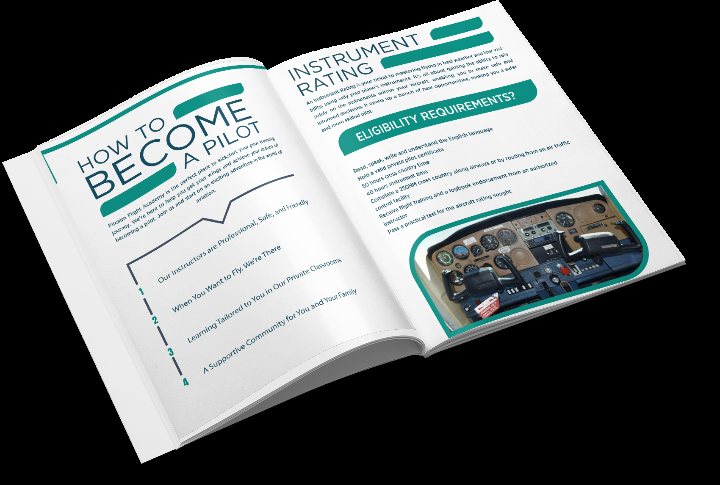 HOW TO
BECOME
A PILOT
Flight Academy is the perfect place to kick-start your pilot training
journey. We're here to help you get your wings and achieve your dream of
becoming a pilot. Join us and start on an exciting adventure in the world of
aviation.
Our Instructors are Professional, Safe, and Friendly
When You Want to Fly, We're There
Learning Tailored to You in Our Private Classrooms
A Supportive Community for You and Your Family
1
2
3
4
INSTRUMENT
RATING
An Instrument Rating is your ticket to mastering flying in bad weather and low visi-
bility using only your plane's instruments. It's all about gaining the ability to rely
solely on the instruments within your aircraft, enabling you to make safe and
informed decisions. It opens up a bunch of new opportunities, making you a safer
and more skilled pilot.
ELIGIBILITY REQUIREMENTS?
Read, speak, write and understand the English language
Hold a valid private pilot certificate
50 hours cross country time
40 hours instrument time
Complete a 250NM cross country along airways or by routing from an air traffic
control facility
Receive flight training and a logbook endorsement from an authorized
instructor
Pass a practical test for the aircraft rating sought